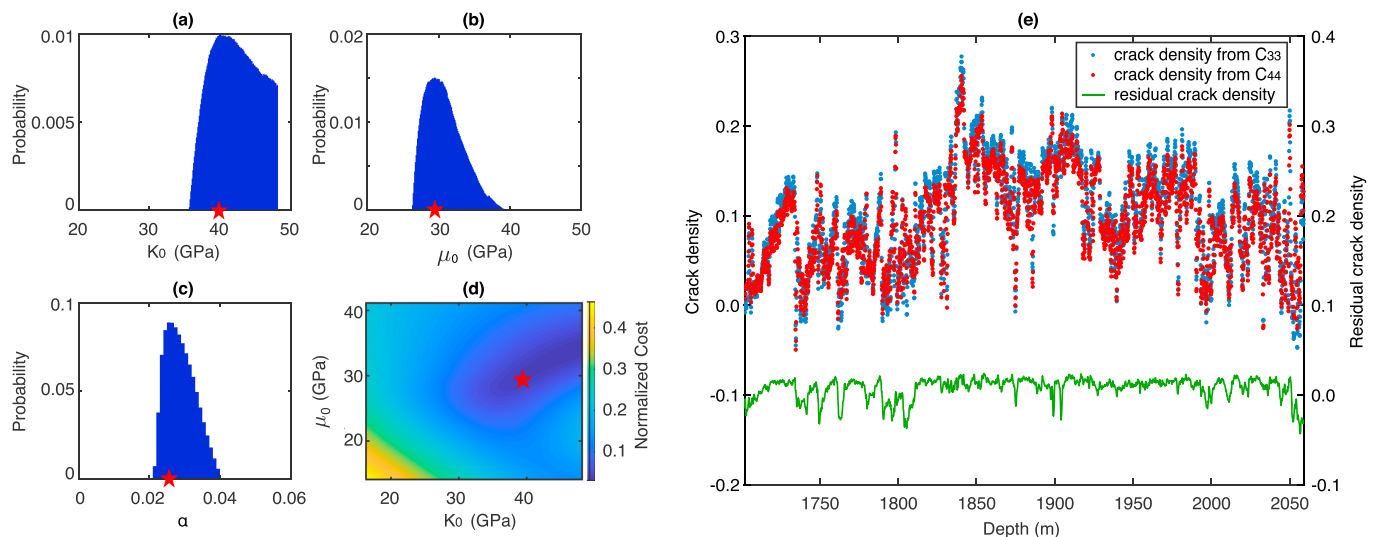 (a)
0.01
0.005
0
Probability
20
30
40
50
K0 (GPa)
(b)
0.02
0.01
0
Probability
20
30
40
50
μ0 (GPa)
(c)
0.1
0.05
0
Probability
0
0.02
0.04
0.06
α
(d)
40
30
20
μ0 (GPa)
20
30
40
K0 (GPa)
0.4
0.3
0.2
0.1
Normalized Cost
(e)
0.3
0.2
0.1
0.0
-0.1
-0.2
Crack density
crack density from C33
crack density from C44
residual crack density
0.4
0.3
0.2
0.1
0.0
-0.1
Residual crack density
1750
1800
1850
1900
1950
2000
2050
Depth (m)